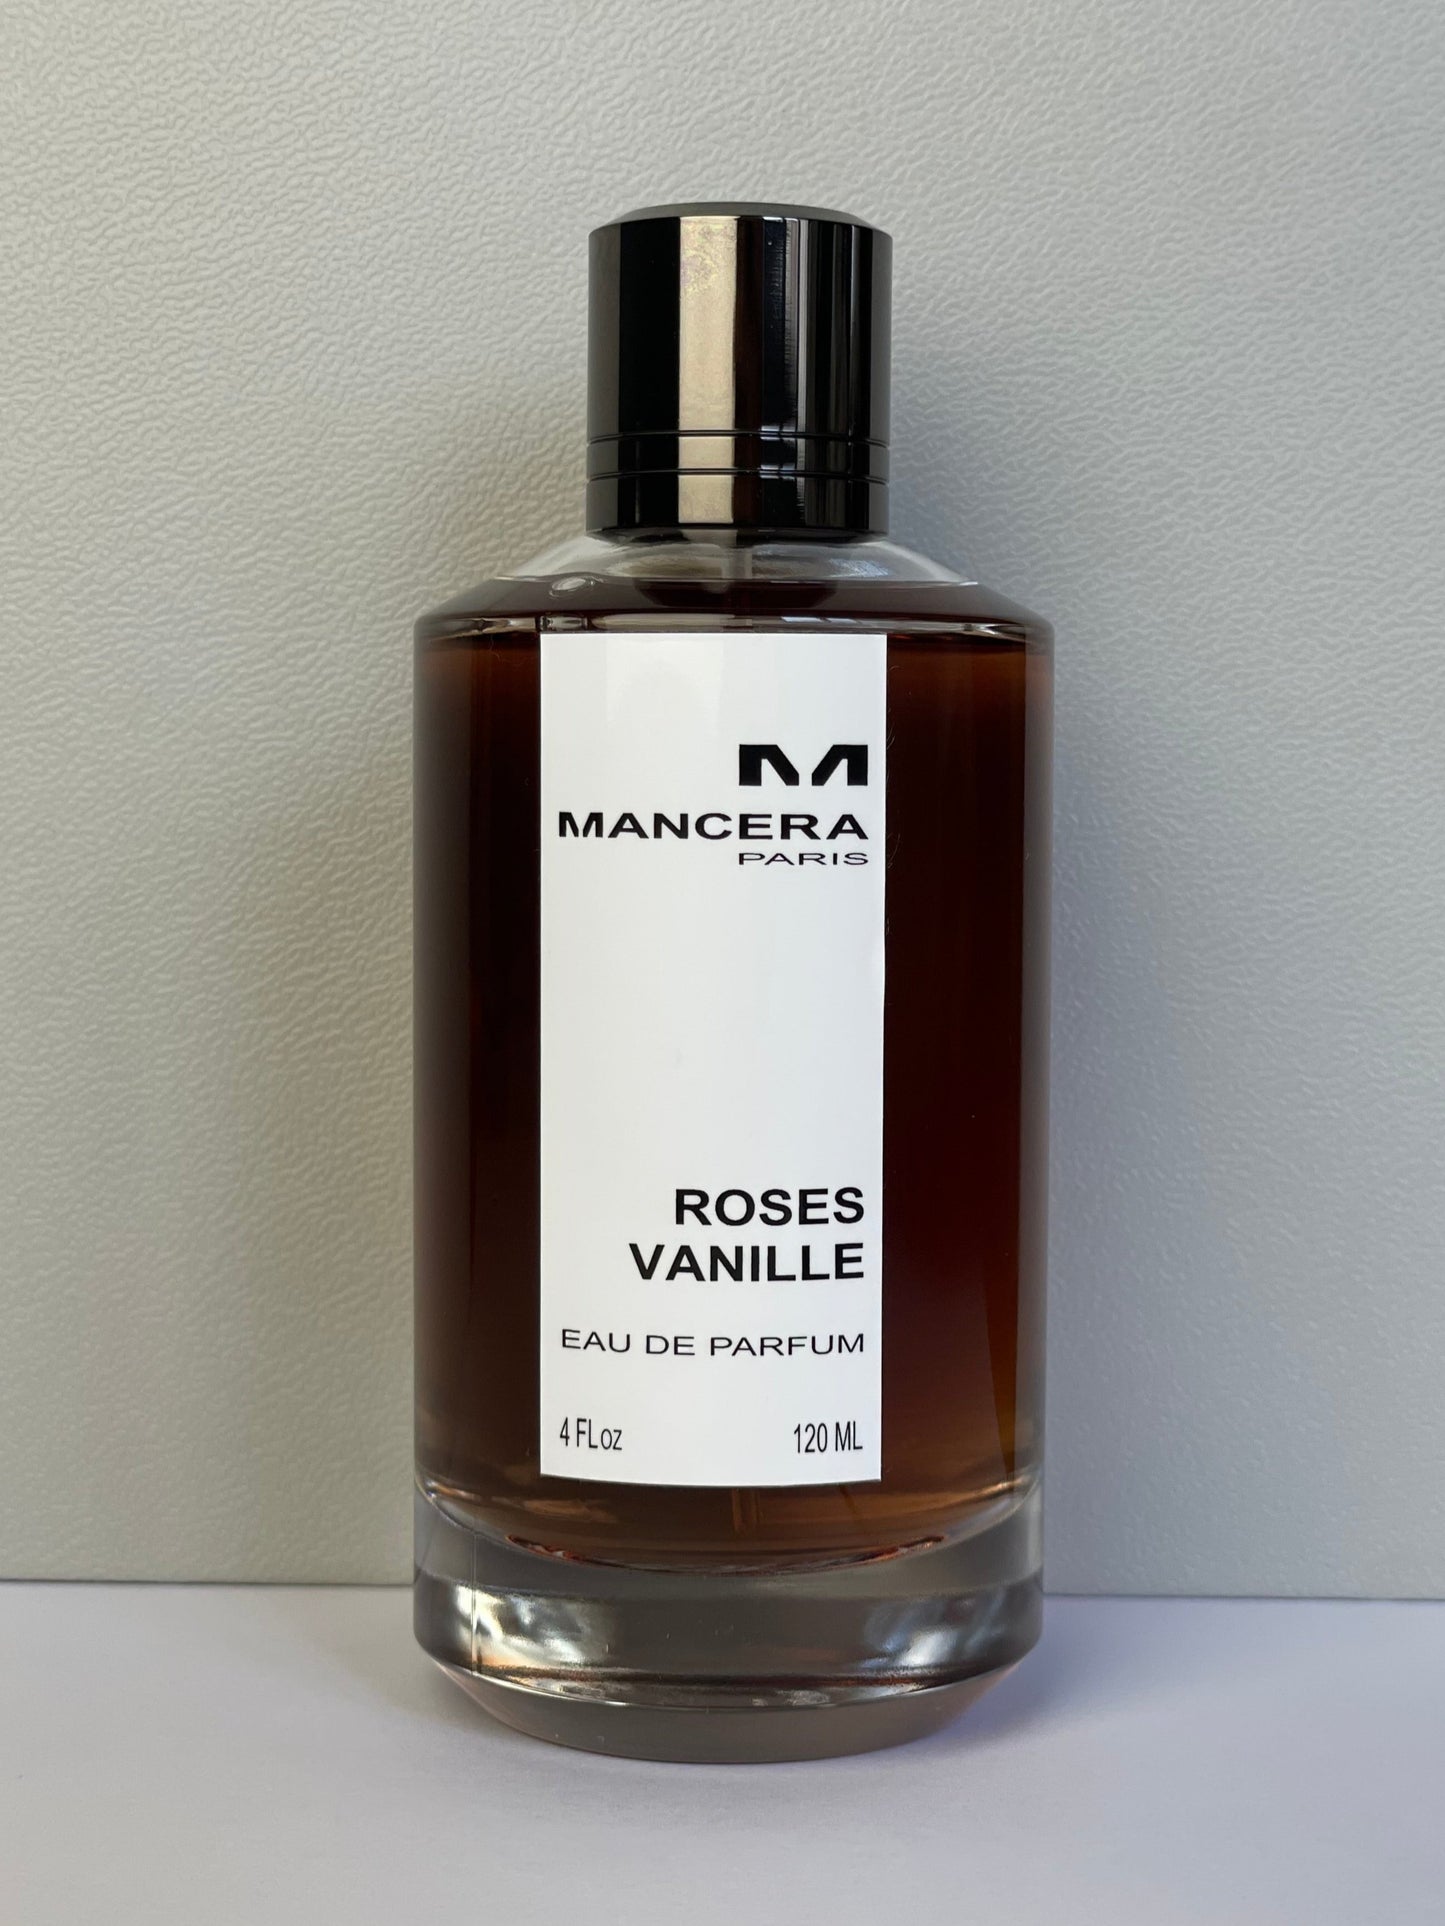 M
MANCERA
PARIS
ROSES
VANILLE
EAU DE PARFUM
4 FLoz 120 ML